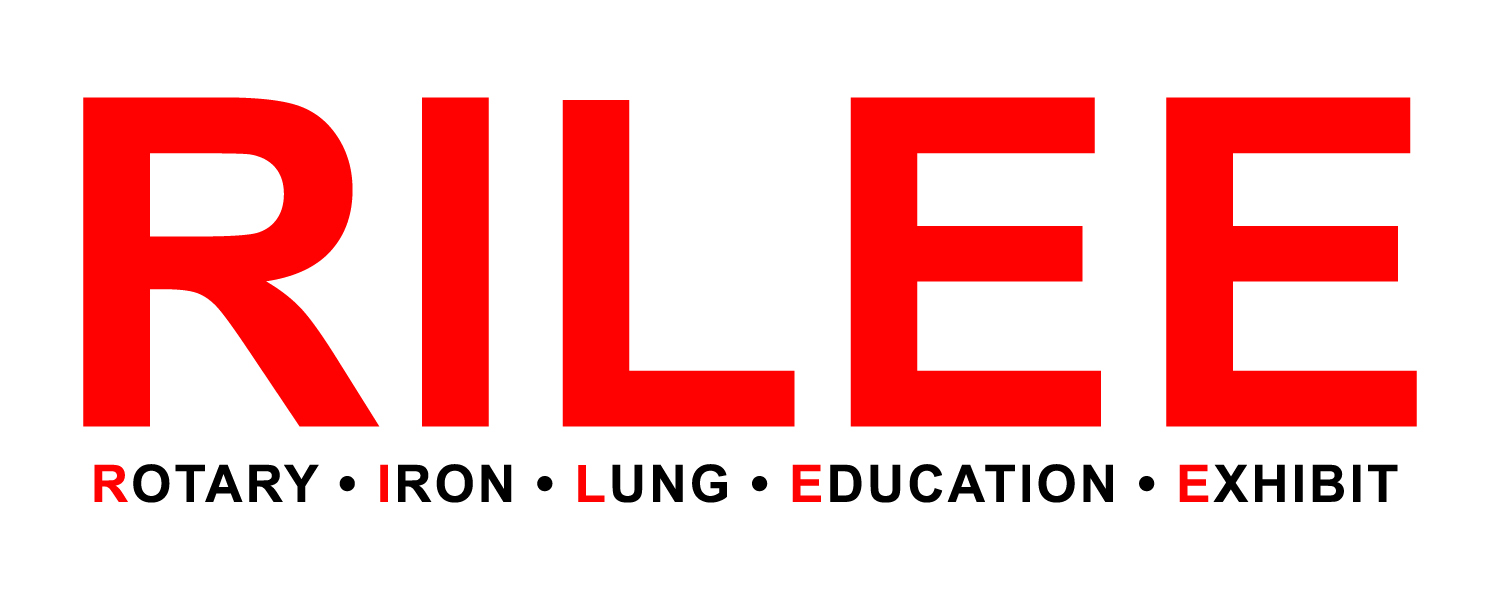 RILEE
ROTARY • IRON • LUNG • EDUCATION • EXHIBIT